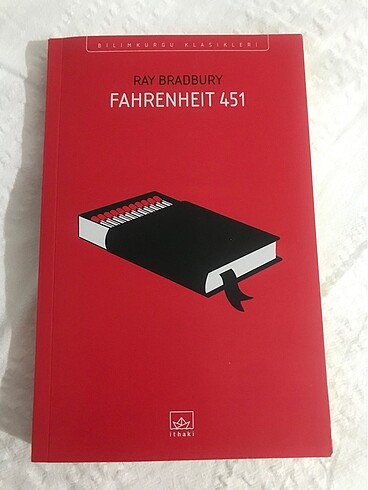 BİLİMKURGU KLASİKLERİ
RAY BRADBURY
FAHRENHEIT 451
ithaki